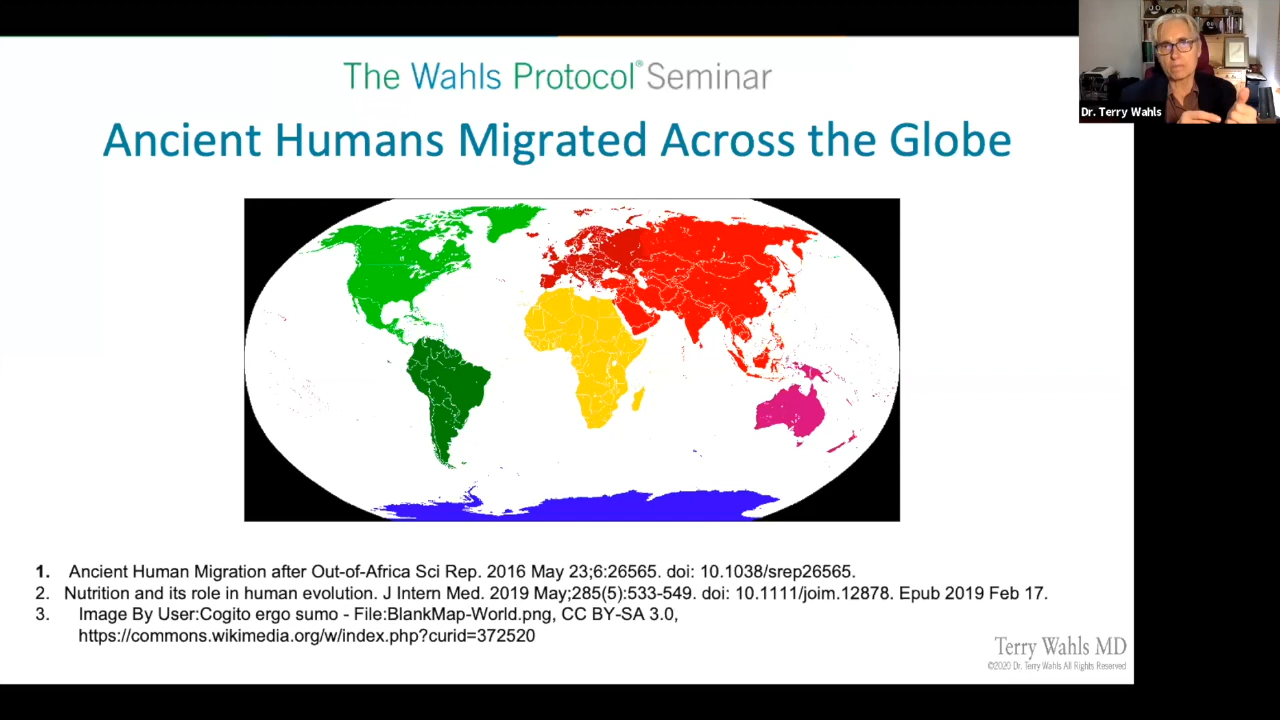 The Wahls Protocol® Seminar
Dr. Terry Wahls
Ancient Humans Migrated Across the Globe
1. Ancient Human Migration after Out-of-Africa Sci Rep. 2016 May 23;6:26565. doi: 10.1038/srep26565.
2. Nutrition and its role in human evolution. J Intern Med. 2019 May;285(5):533-549. doi: 10.1111/joim.12878. Epub 2019 Feb 17.
3. Image By User:Cogito ergo sumo - File:BlankMap-World.png, CC BY-SA 3.0,
https://commons.wikimedia.org/w/index.php?curid=372520
Terry Wahls MD
©2020 Dr. Terry Wahls All Rights Reserved